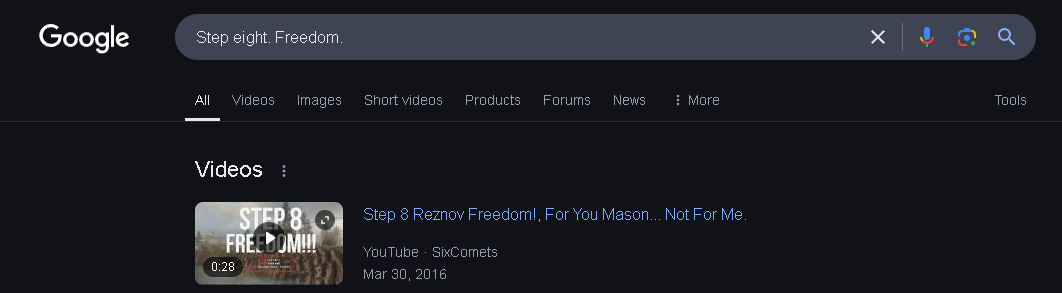 Google
Step eight. Freedom.
All Videos Images Short videos Products Forums News More Tools
Videos
STEP 8
FREEDOM!!!
0:28
Step 8 Reznov Freedom!, For You Mason... Not For Me.
YouTube · SixComets
Mar 30, 2016